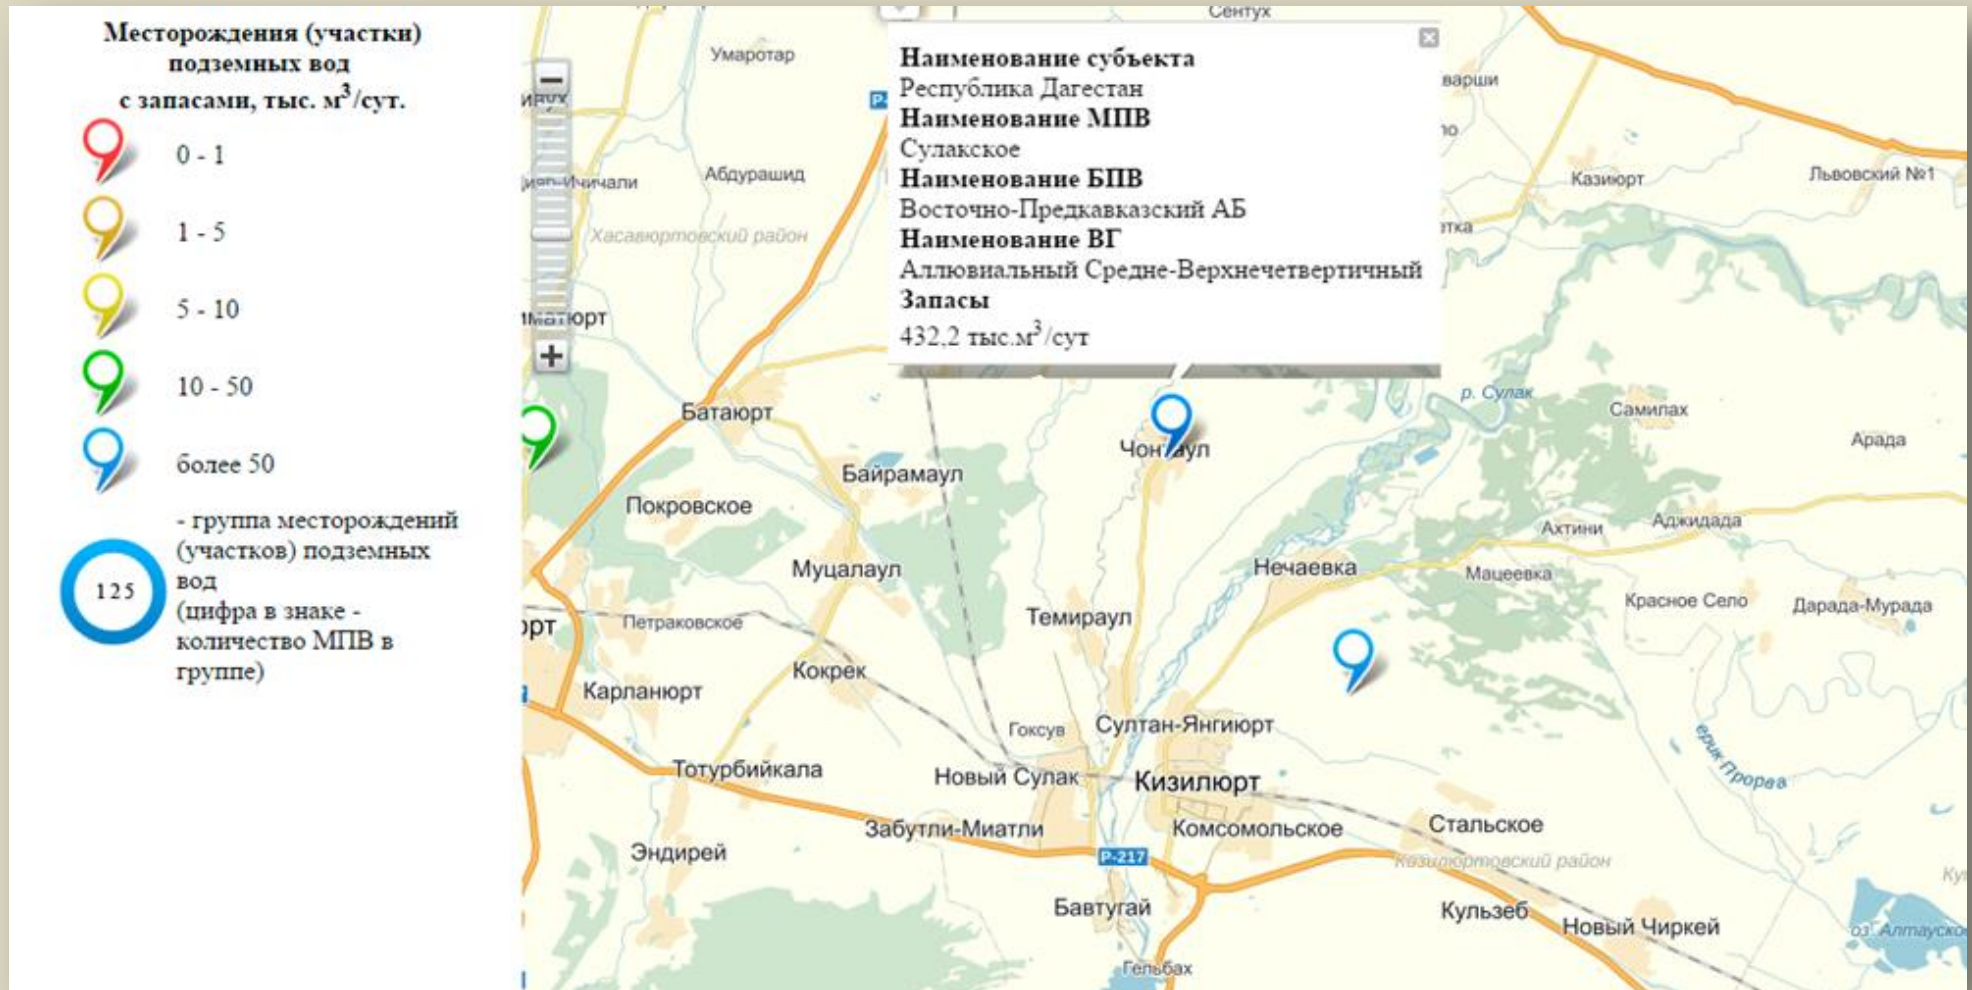 Месторождения (участки)
подземных вод
с запасами, тыс. м³/сут.
0 - 1
1 - 5
5 - 10
10 - 50
более 50
- группа месторождений
(участков) подземных
вод
(цифра в знаке -
количество МПВ в
группе)
125
Наименование субъекта
Республика Дагестан
Наименование МПВ
Сулакское
Наименование БПВ
Восточно-Предкавказский АБ
Наименование ВГ
Аллювиальный Средне-Верхнечетвертичный
Запасы
432,2 тыс.м³/сут
Сентух
Умаротар
варши
Абдурашид
Казиюрт
Львовский №1
Хасавюртовский район
етка
р. Сулак
Батаюрт
Самилах
Арада
Байрамаул
Покровское
Ахтини
Аджидада
Муцалаул
Нечаевка
Мацеевка
Темираул
Красное Село
Дарада-Мурада
орт
Петраковское
Кокрек
Карланюрт
Гоксув
Султан-Янгиюрт
ерик Прорва
Тотурбийкала
Новый Сулак
Кизилюрт
Забутли-Миатли
Комсомольское
Стальское
Эндирей
Р-217
Кизилюртовский район
Бавтугай
Кульзеб
Новый Чиркей
Гельбах